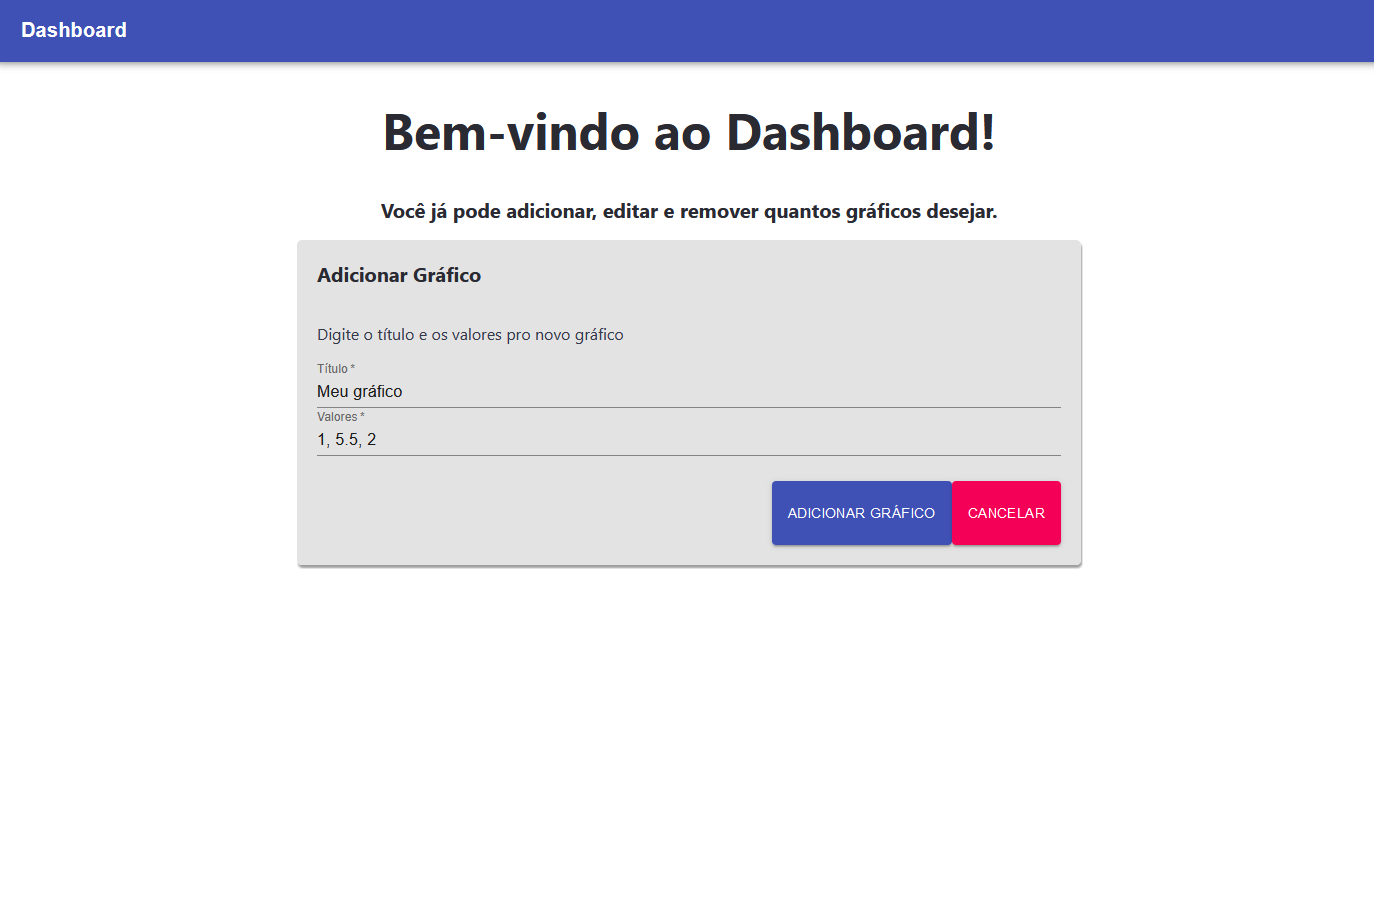 Dashboard
Bem-vindo ao Dashboard!
Você já pode adicionar, editar e remover quantos gráficos desejar.
Adicionar Gráfico
Digite o título e os valores pro novo gráfico
Título *
Meu gráfico
Valores *
1, 5.5, 2
ADICIONAR GRÁFICO CANCELAR